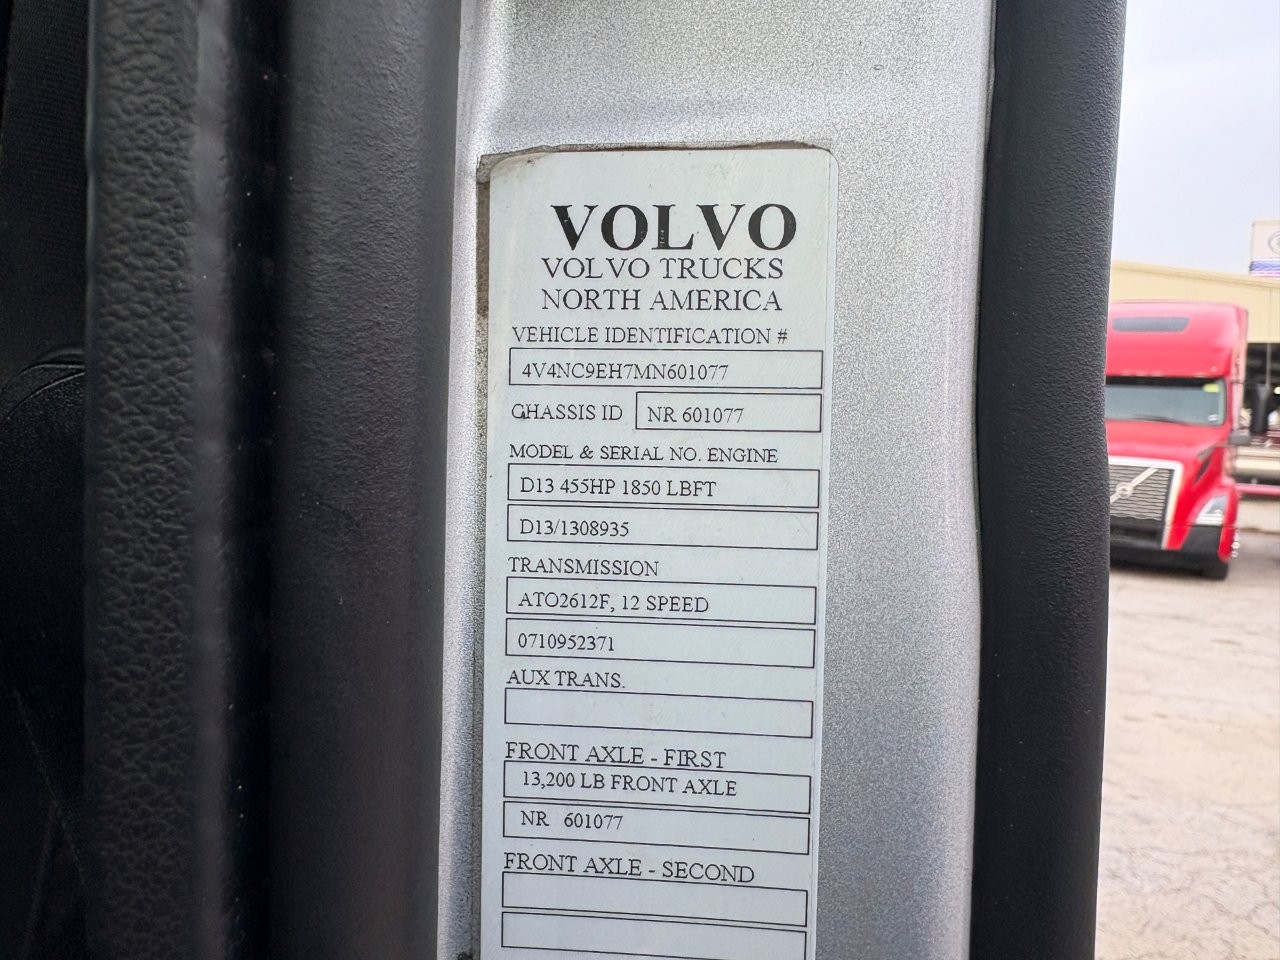 VOLVO
VOLVO TRUCKS
NORTH AMERICA
VEHICLE IDENTIFICATION #
4V4NC9EH7MN601077
CHASSIS ID NR 601077
MODEL & SERIAL NO. ENGINE
D13 455HP 1850 LBFT
D13/1308935
TRANSMISSION
ATO2612F, 12 SPEED
0710952371
AUX TRANS.
FRONT AXLE - FIRST
13,200 LB FRONT AXLE
NR 601077
FRONT AXLE - SECOND